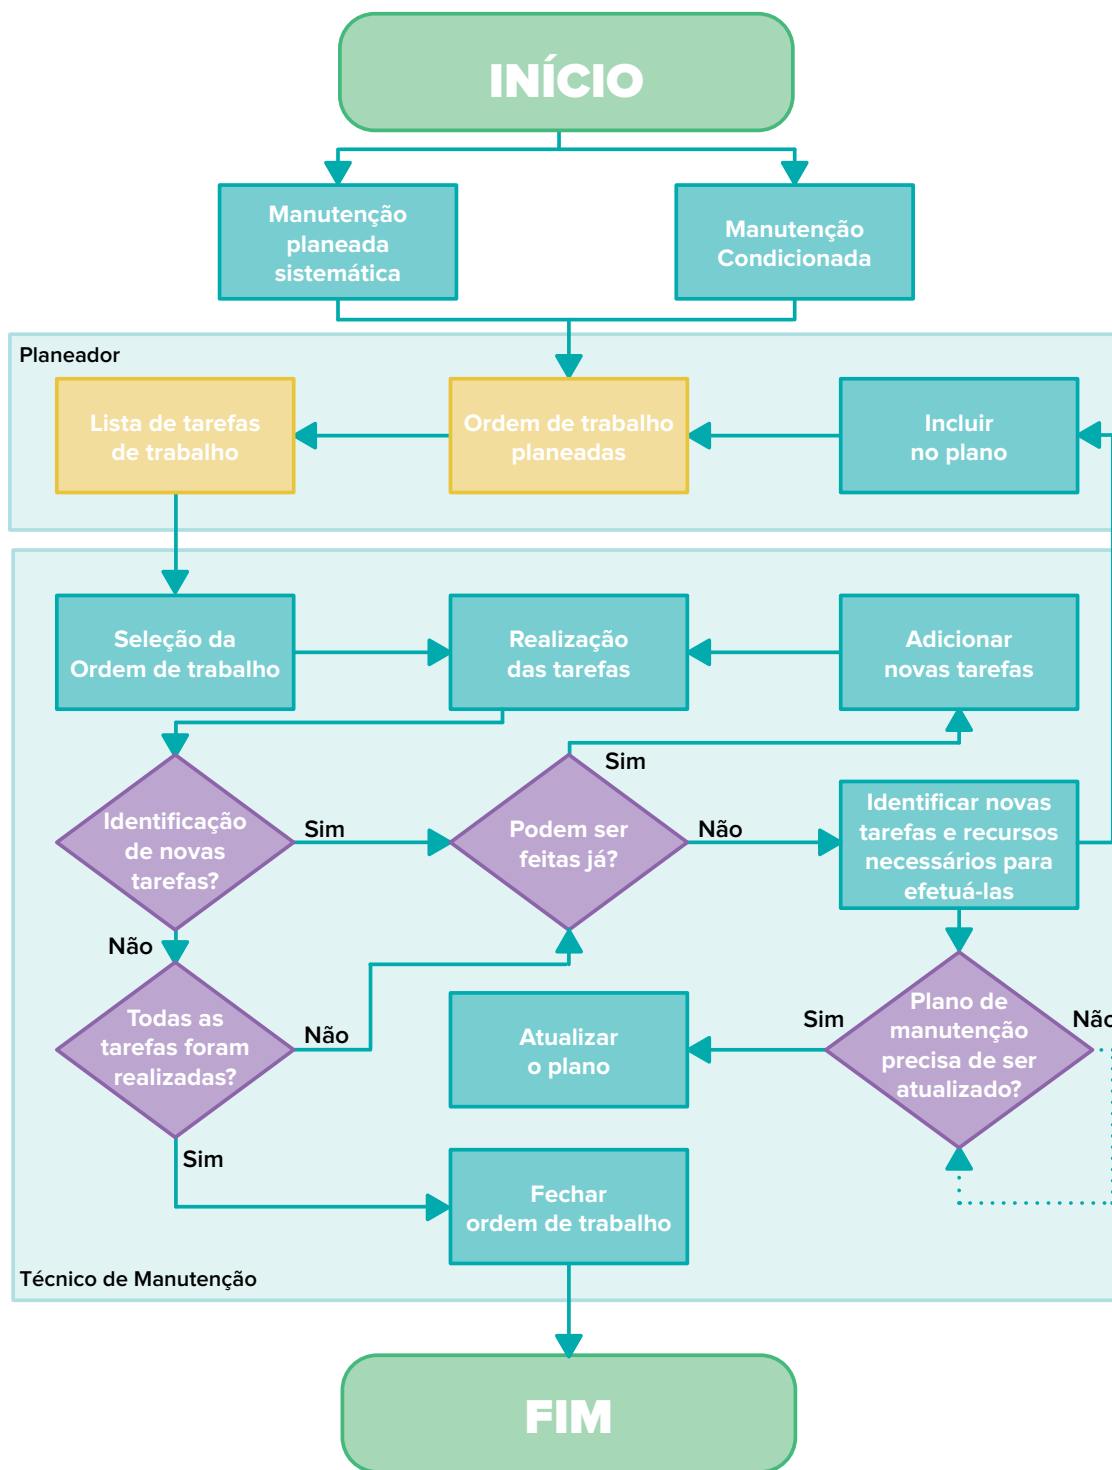 INÍCIO
Manutenção
planeada
sistemática
Manutenção
Condicionada
Planeador
Lista de tarefas
de trabalho
Ordem de trabalho
planeadas
Incluir
no plano
Seleção da
Ordem de trabalho
Realização
das tarefas
Adicionar
novas tarefas
Sim
Identificação
de novas
tarefas?
Sim
Podem ser
feitas já?
Não
Identificar novas
tarefas e recursos
necessários para
efetuá-las
Não
Todas as
tarefas foram
realizadas?
Não
Atualizar
o plano
Sim
Plano de
manutenção
precisa de ser
atualizado?
Não
Sim
Fechar
ordem de trabalho
Técnico de Manutenção
FIM